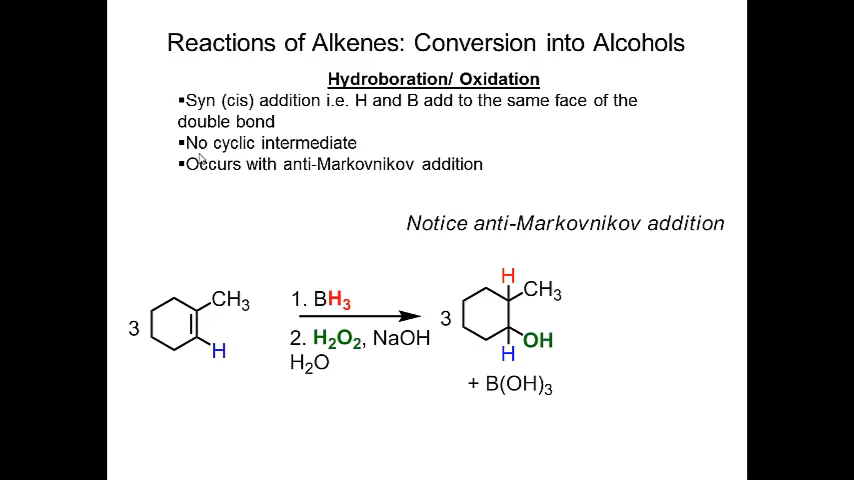 Reactions of Alkenes: Conversion into Alcohols
Hydroboration/ Oxidation
▪Syn (cis) addition i.e. H and B add to the same face of the
double bond
▪No cyclic intermediate
▪Occurs with anti-Markovnikov addition
Notice anti-Markovnikov addition
3 CH₃ H
1. BH₃
2. H₂O₂, NaOH
H₂O
3 H CH₃ OH H
+ B(OH)₃